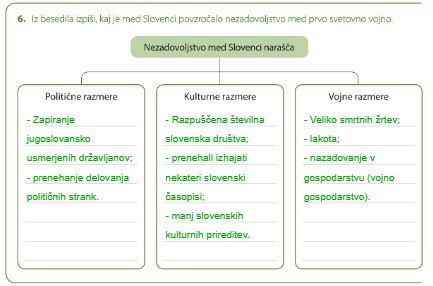 6. Iz besedila izpiši, kaj je med Slovenci povzročalo nezadovoljstvo med prvo svetovno vojno.
Nezadovoljstvo med Slovenci narašča
Politične razmere
- Zapiranje
jugoslovansko
usmerjenih državljanov;
- prenehanje delovanja
političnih strank.
Kulturne razmere
- Razpuščena številna
slovenska društva;
- prenehali izhajati
nekateri slovenski
časopisi;
- manj slovenskih
kulturnih prireditev.
Vojne razmere
- Veliko smrtnih žrtev;
- lakota;
- nazadovanje v
gospodarstvu (vojno
gospodarstvo).